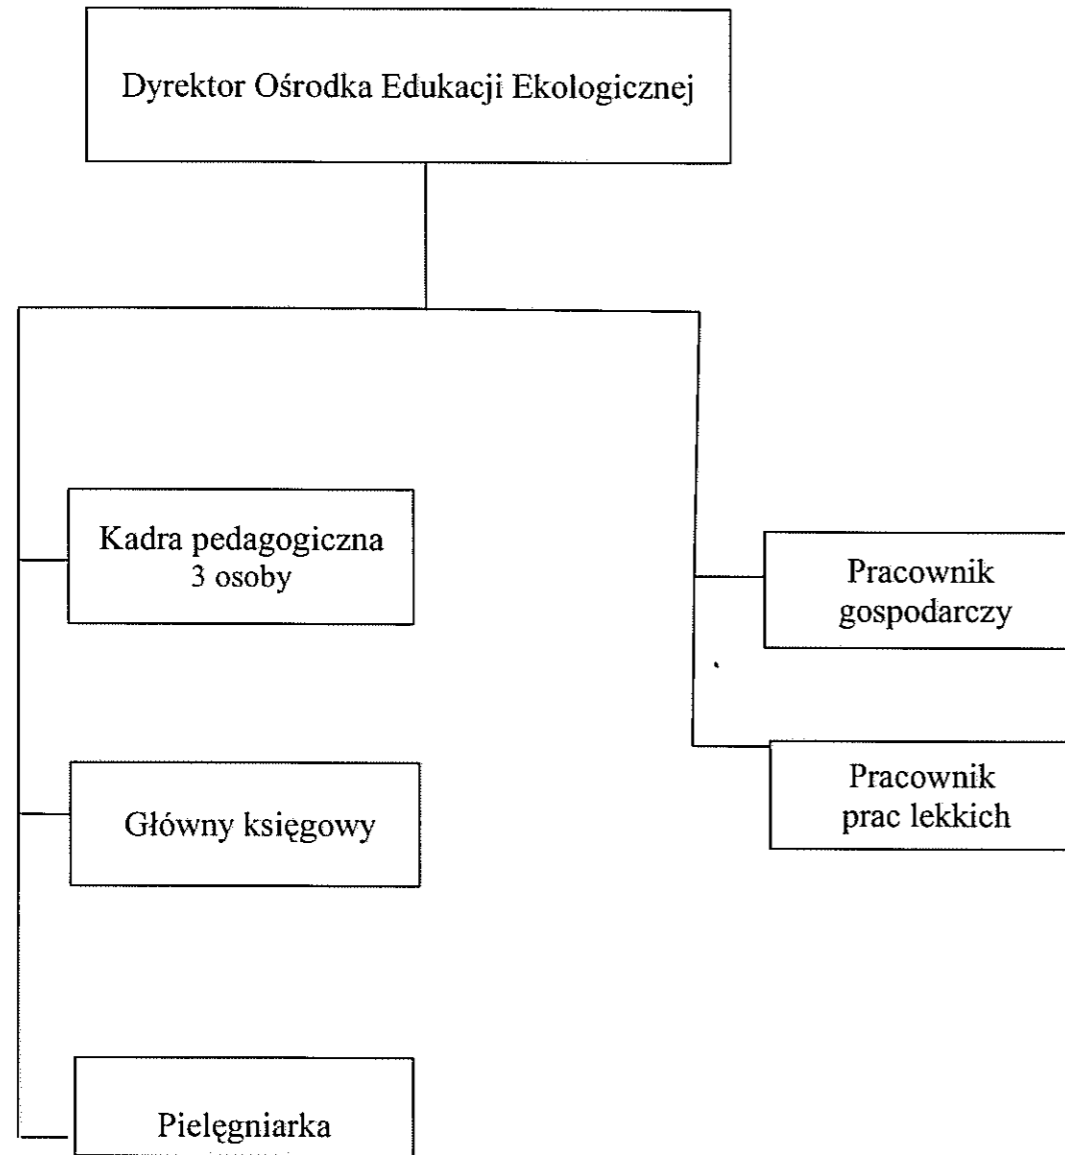 Dyrektor Ośrodka Edukacji Ekologicznej
Kadra pedagogiczna
3 osoby
Pracownik
gospodarczy
Główny księgowy
Pracownik
prac lekkich
Pielęgniarka